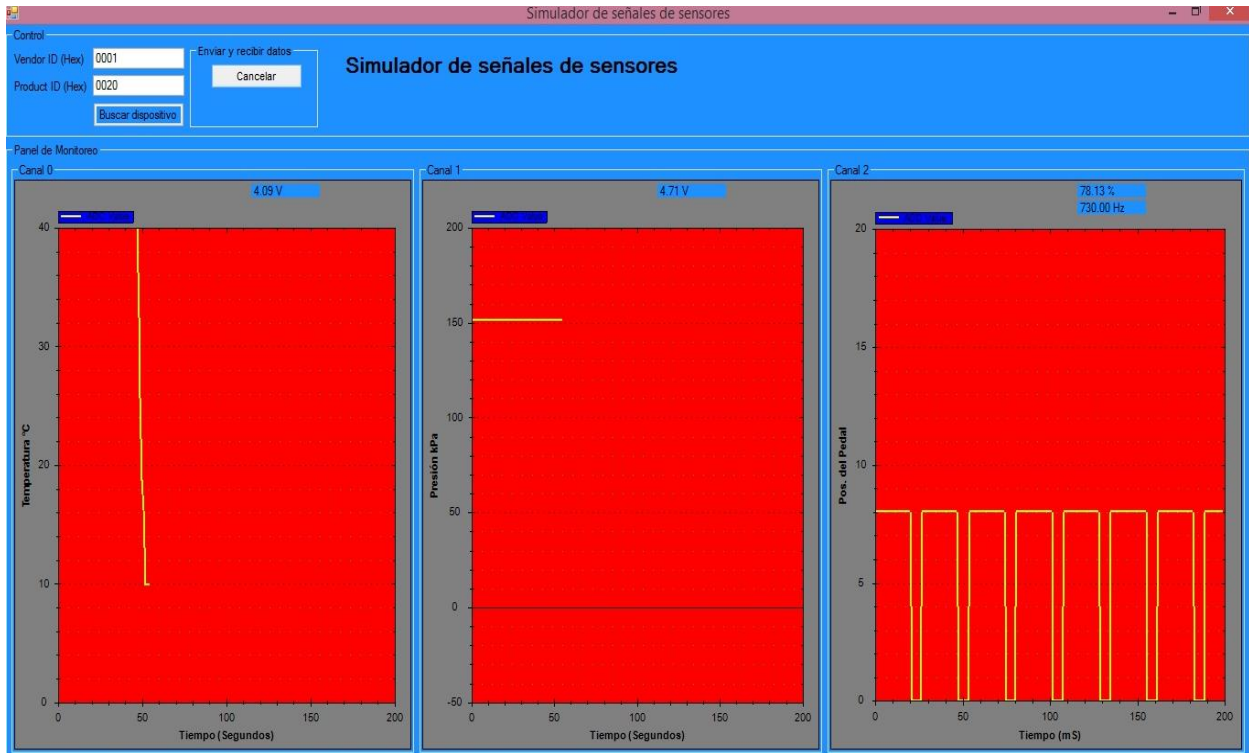 Simulador de señales de sensores
Control
Vendor ID (Hex) 0001
Product ID (Hex) 0020
Buscar dispositivo
Enviar y recibir datos
Cancelar
Simulador de señales de sensores
Panel de Monitoreo
Canal 0
4.09 V
40
30
20
10
0
Temperatura °C
0 50 100 150 200
Tiempo (Segundos)
Canal 1
4.71 V
200
150
100
50
0
-50
Presión kPa
0 50 100 150 200
Tiempo (Segundos)
Canal 2
78.13 %
730.00 Hz
20
15
10
5
0
Pos. del Pedal
0 50 100 150 200
Tiempo (mS)